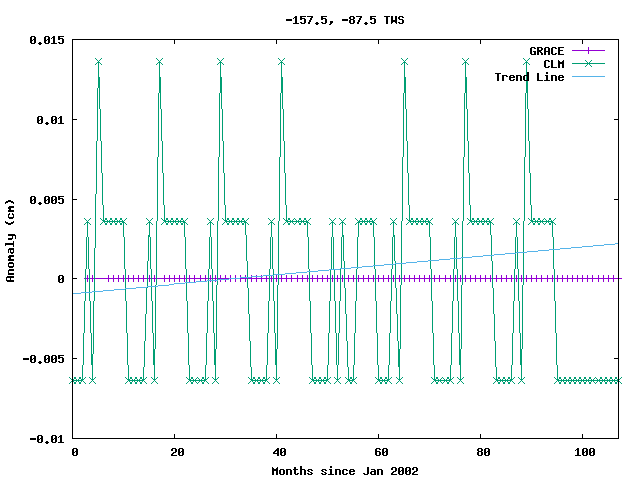 -157.5, -87.5 TWS
GRACE
CLM
Trend Line
0.015
0.01
0.005
0
-0.005
-0.01
Anomaly (cm)
0 20 40 60 80 100
Months since Jan 2002